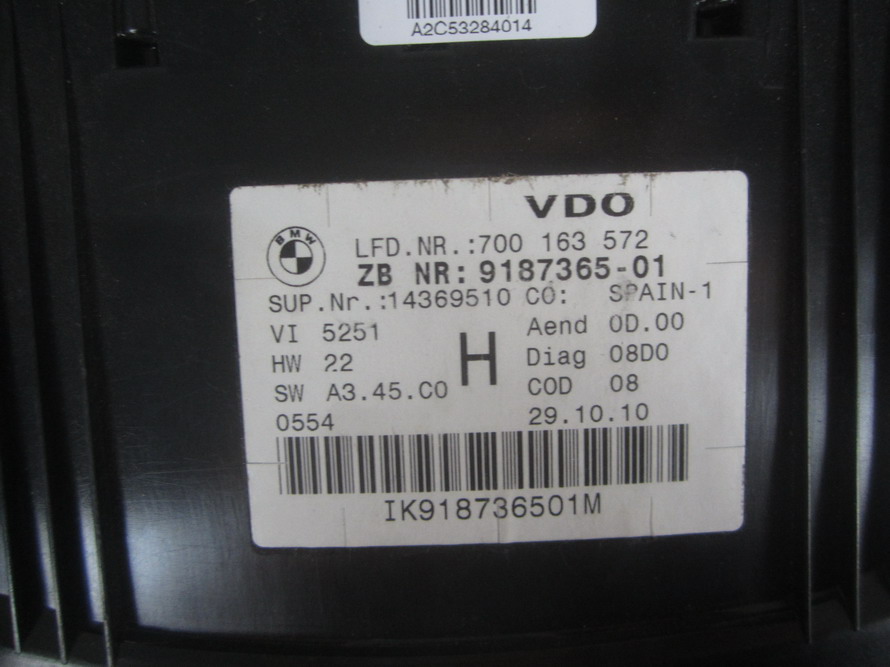 A2C53284014
VDO
BMW
LFD.NR.:700 163 572
ZB NR: 9187365-01
SUP.Nr.:14369510 CO: SPAIN-1
VI 5251
Aend 0D.00
HW 22
H
Diag 08D0
SW A3.45.C0
COD 08
0554
29.10.10
IK918736501M